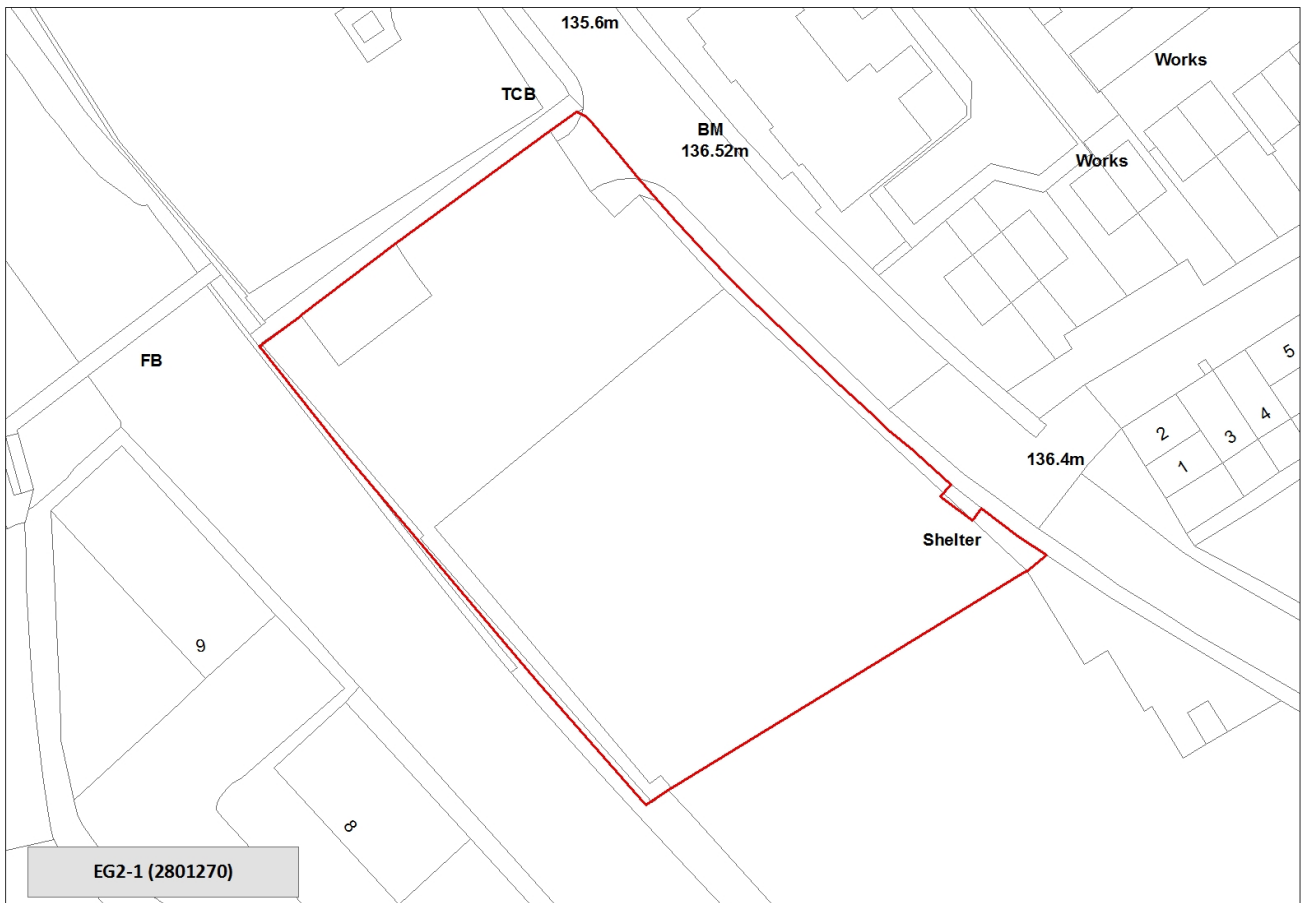 135.6m
Works
TCB
BM
136.52m
Works
FB
5
4
2
3
1
136.4m
Shelter
9
8
EG2-1 (2801270)